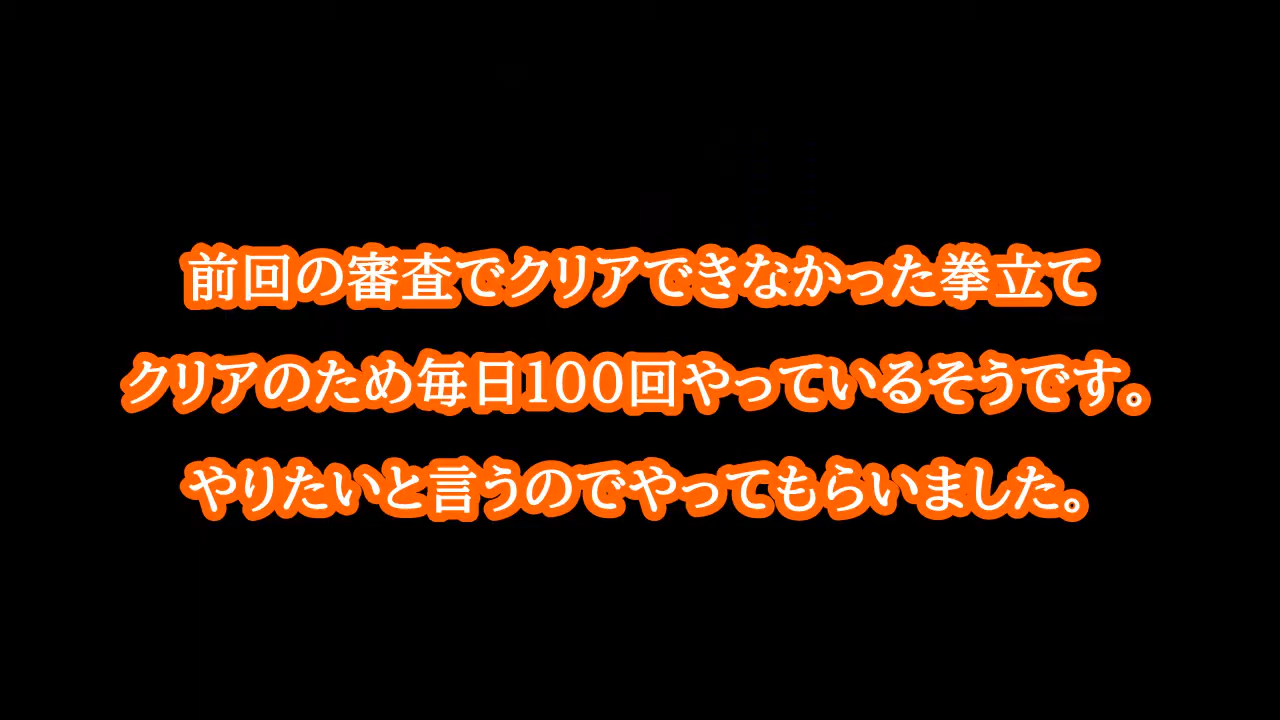 前回の審査でクリアできなかった拳立て
クリアのため毎日100回やっているそうです。
やりたいと言うのでやってもらいました。